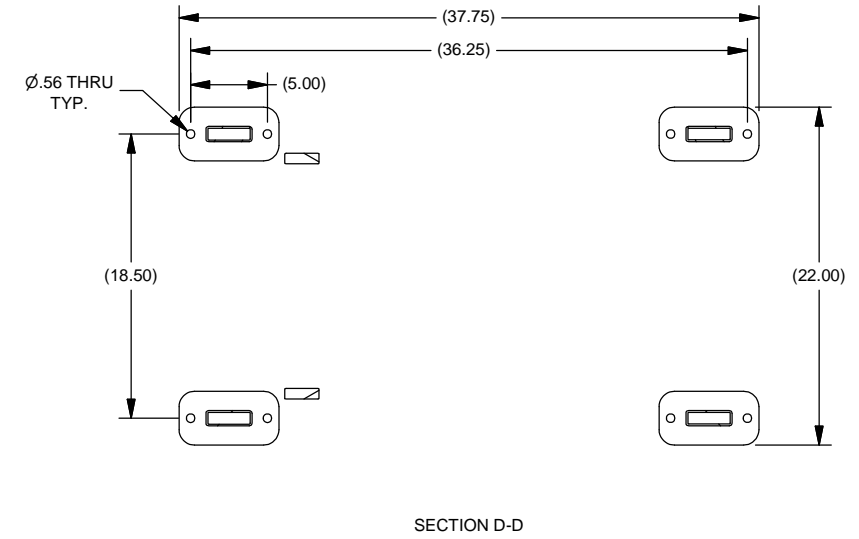 (37.75)
(36.25)
(5.00)
Ø.56 THRU
TYP.
(18.50)
(22.00)
SECTION D-D